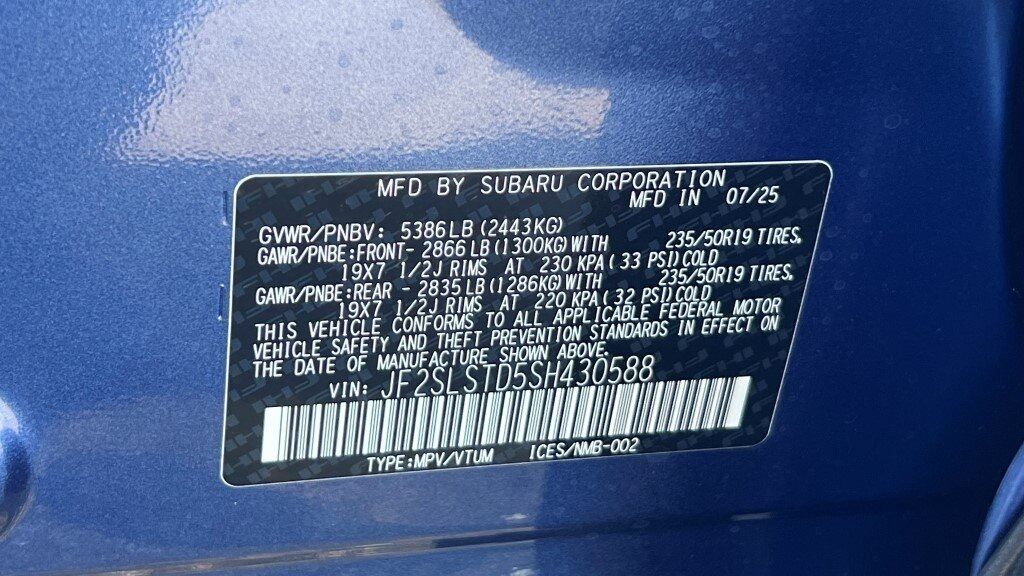 MFD BY SUBARU CORPORATION
MFD IN 07/25
GVWR/PNBV: 5386LB(2443KG)
GAWR/PNBE:FRONT- 2866LB(1300KG)WITH 235/50R19 TIRES,
19X7 1/2J RIMS AT 230 KPA(33 PSI)COLD
GAWR/PNBE:REAR - 2835LB(1286KG)WITH 235/50R19 TIRES,
19X7 1/2J RIMS AT 220 KPA(32 PSI)COLD
THIS VEHICLE CONFORMS TO ALL APPLICABLE FEDERAL MOTOR
VEHICLE SAFETY AND THEFT PREVENTION STANDARDS IN EFFECT ON
THE DATE OF MANUFACTURE SHOWN ABOVE.
VIN: JF2SLSTD5SH430588
TYPE:MPV/VTUM ICES/NMB-002